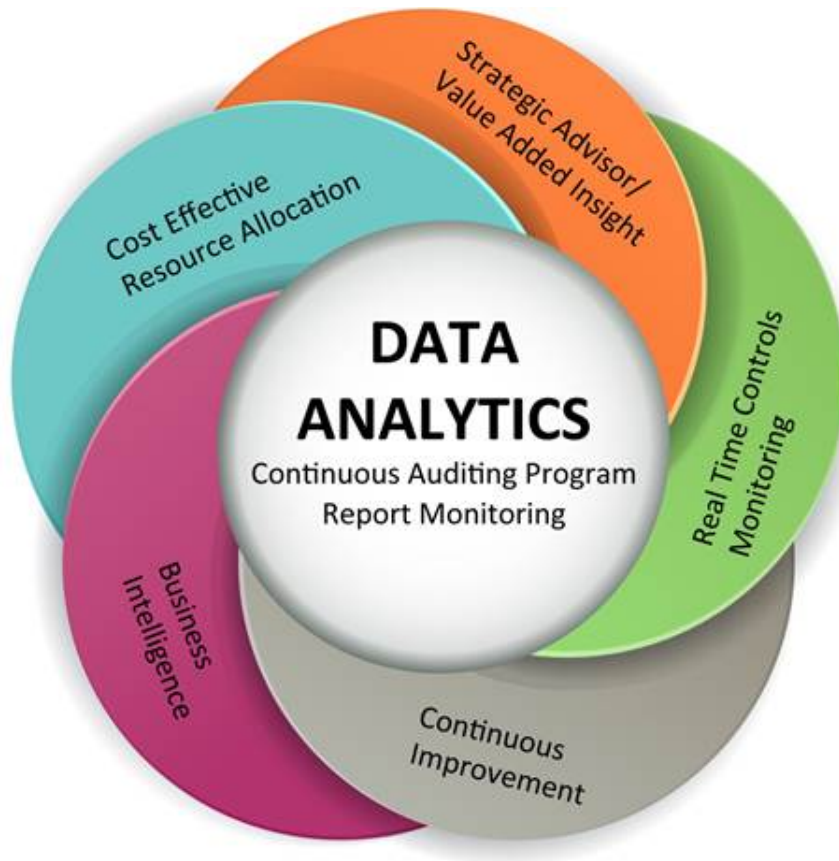 Strategic Advisor/
Value Added Insight
Cost Effective
Resource Allocation
DATA
ANALYTICS
Continuous Auditing Program
Report Monitoring
Real Time Controls
Monitoring
Business
Intelligence
Continuous
Improvement